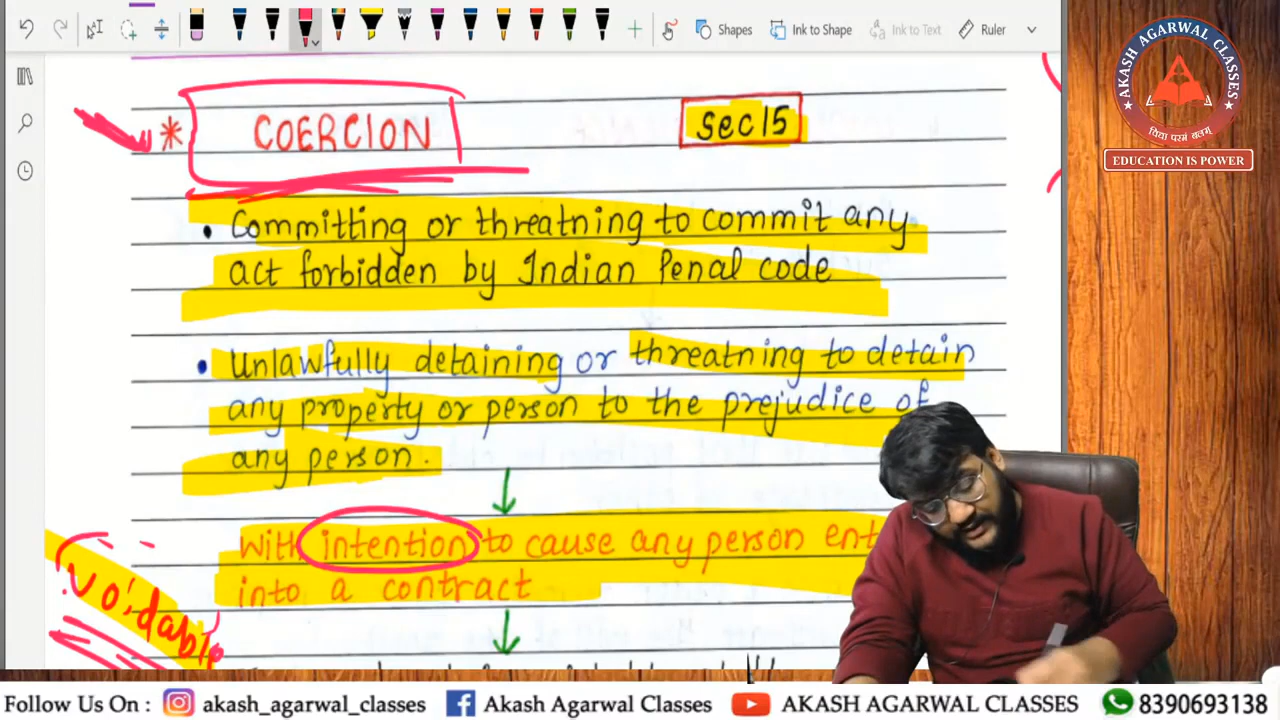 Shapes
Ink to Shape
Ink to Text
Ruler
* COERCION
Sec 15
• Committing or threatning to commit any
act forbidden by Indian Penal code
• Unlawfully detaining or threatning to detain
any property or person to the prejudice of
any person.
with intention to cause any person
into a contract
voidable
AKASH AGARWAL CLASSES
विद्या परमं बलम्
EDUCATION IS POWER
Follow Us On : akash_agarwal_classes Akash Agarwal Classes AKASH AGARWAL CLASSES 8390693138